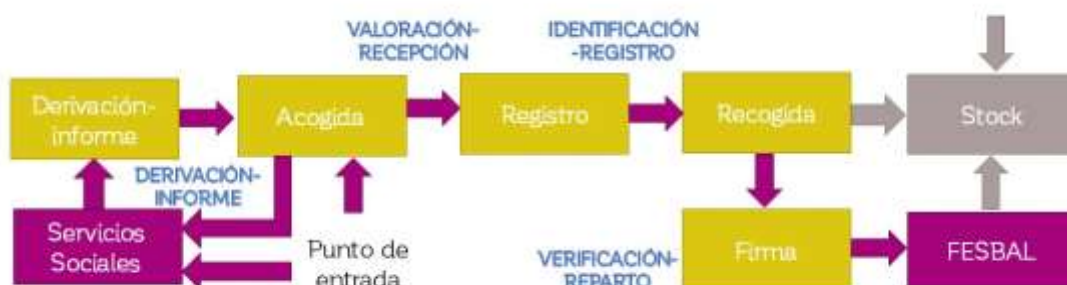 VALORACIÓN-
RECEPCIÓN
IDENTIFICACIÓN
-REGISTRO
Derivación-
informa
Acogida
Registro
Recogida
Stock
DERIVACIÓN-
INFORME
Servicios
Sociales
Punto de
entrada
VERIFICACIÓN-
REPARTO
Firma
FESBAL